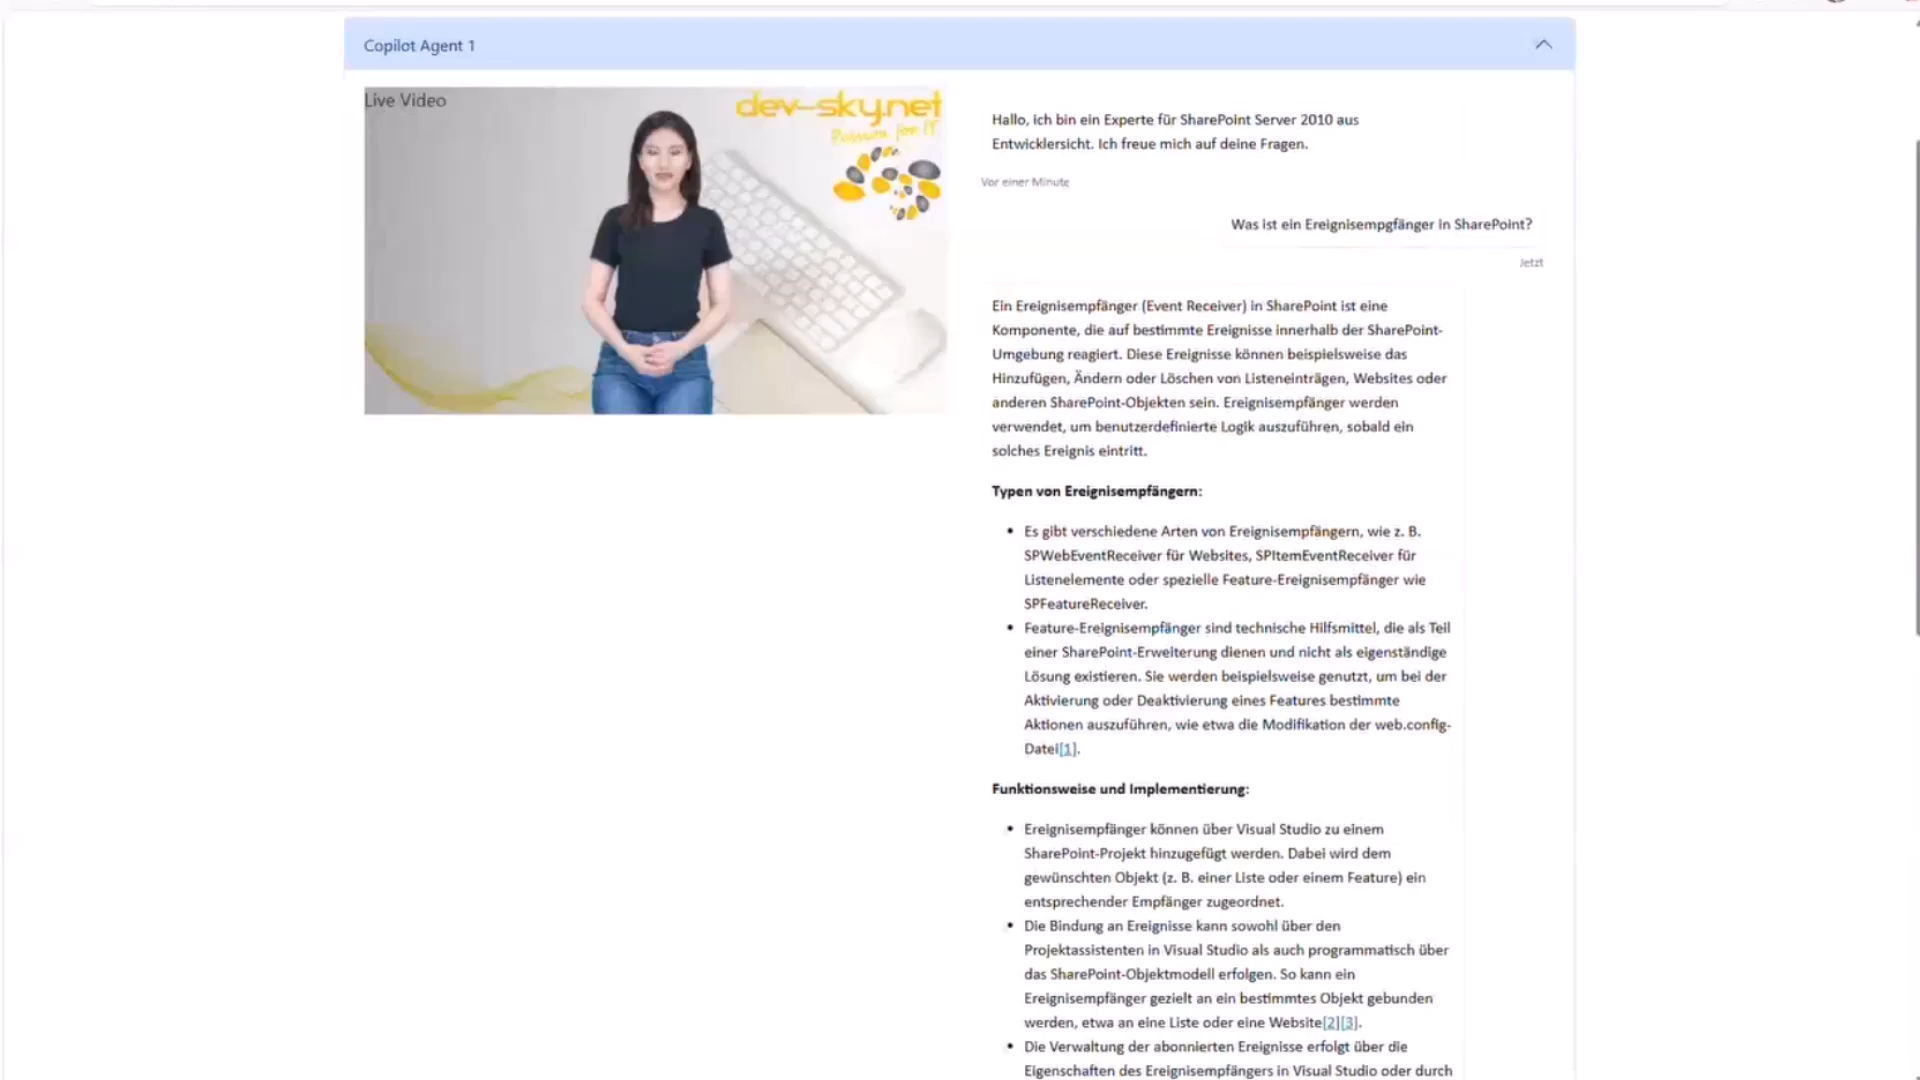 Copilot Agent 1
Live Video
dev-sky.net
Passion for IT
Hallo, ich bin ein Experte für SharePoint Server 2010 aus
Entwicklersicht. Ich freue mich auf deine Fragen.
Vor einer Minute
Was ist ein Ereignisempgfänger in SharePoint?
Jetzt
Ein Ereignisempfänger (Event Receiver) in SharePoint ist eine
Komponente, die auf bestimmte Ereignisse innerhalb der SharePoint-
Umgebung reagiert. Diese Ereignisse können beispielsweise das
Hinzufügen, Ändern oder Löschen von Listeneinträgen, Websites oder
anderen SharePoint-Objekten sein. Ereignisempfänger werden
verwendet, um benutzerdefinierte Logik auszuführen, sobald ein
solches Ereignis eintritt.
Typen von Ereignisempfängern:
• Es gibt verschiedene Arten von Ereignisempfängern, wie z. B.
SPWebEventReceiver für Websites, SPItemEventReceiver für
Listenelemente oder spezielle Feature-Ereignisempfänger wie
SPFeatureReceiver.
• Feature-Ereignisempfänger sind technische Hilfsmittel, die als Teil
einer SharePoint-Erweiterung dienen und nicht als eigenständige
Lösung existieren. Sie werden beispielsweise genutzt, um bei der
Aktivierung oder Deaktivierung eines Features bestimmte
Aktionen auszuführen, wie etwa die Modifikation der web.config-
Datei[1].
Funktionsweise und Implementierung:
• Ereignisempfänger können über Visual Studio zu einem
SharePoint-Projekt hinzugefügt werden. Dabei wird dem
gewünschten Objekt (z. B. einer Liste oder einem Feature) ein
entsprechender Empfänger zugeordnet.
• Die Bindung an Ereignisse kann sowohl über den
Projektassistenten in Visual Studio als auch programmatisch über
das SharePoint-Objektmodell erfolgen. So kann ein
Ereignisempfänger gezielt an ein bestimmtes Objekt gebunden
werden, etwa an eine Liste oder eine Website[2][3].
• Die Verwaltung der abonnierten Ereignisse erfolgt über die
Eigenschaften des Ereignisempfängers in Visual Studio oder durch